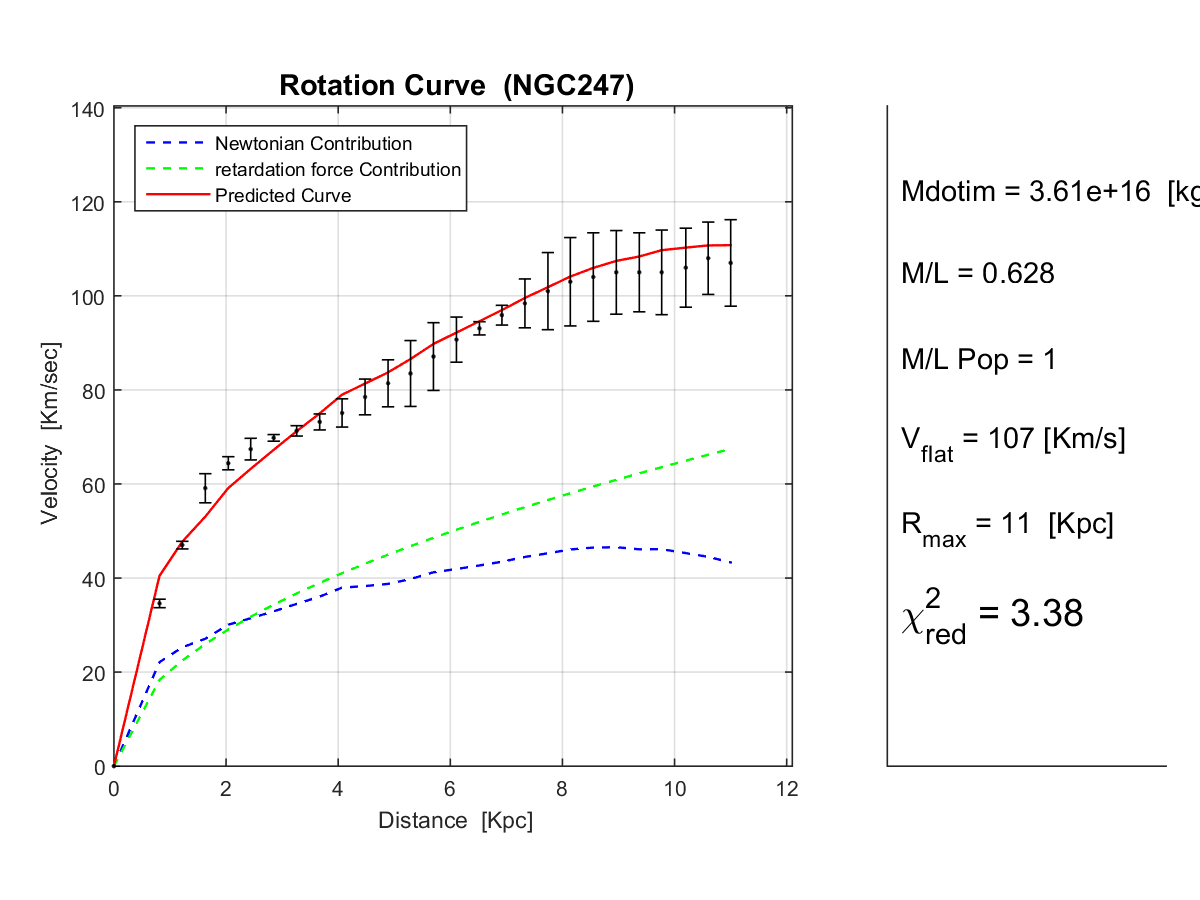 Rotation Curve (NGC247)
140
120
100
80
60
40
20
0
Velocity [Km/sec]
Newtonian Contribution
retardation force Contribution
Predicted Curve
0 2 4 6 8 10 12
Distance [Kpc]
Mdotim = 3.61e+16 [kg
M/L = 0.628
M/L Pop = 1
V_flat = 107 [Km/s]
R_max = 11 [Kpc]
χ²_red = 3.38